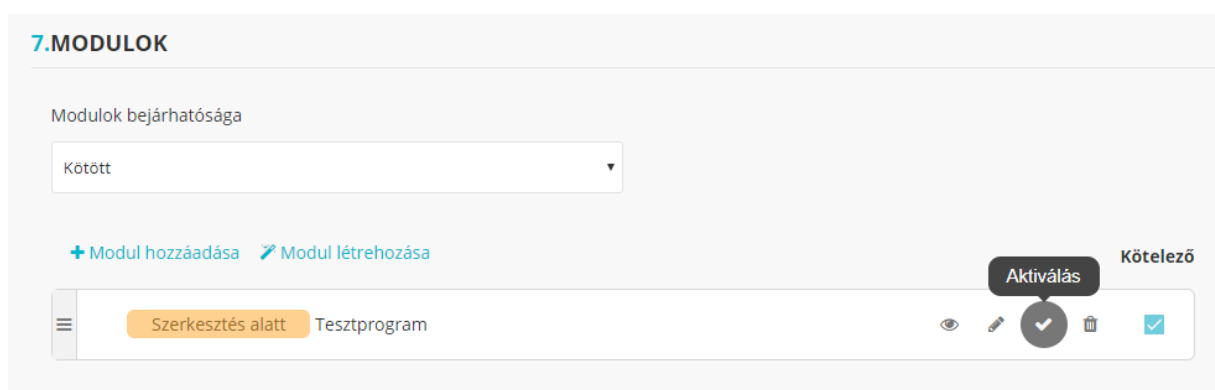 7.MODULOK
Modulok bejárhatósága
Kötött
Modul hozzáadása Modul létrehozása
Kötelező
Aktiválás
Szerkesztés alatt Tesztprogram